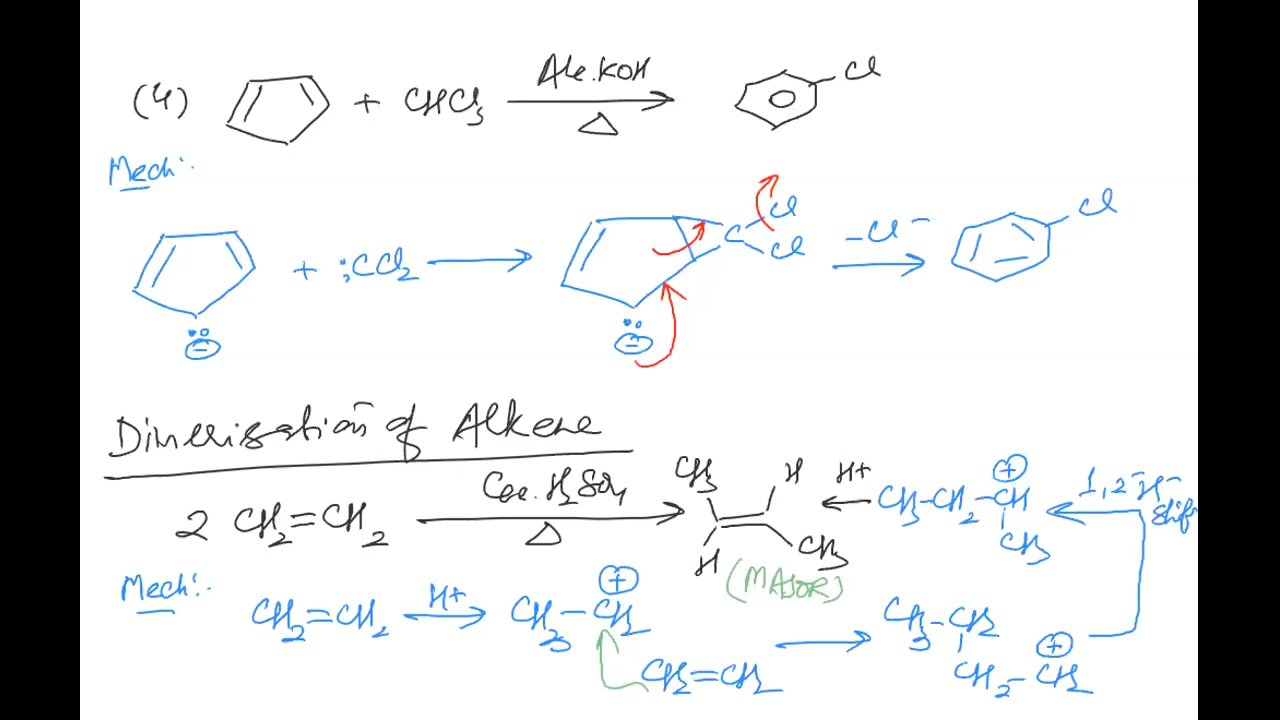 (4) + CHCl3 Alc. KOH △ Cl
Mech:
+ :CCl2 C Cl Cl -Cl⁻ Cl
Dimerisation of Alkene
2 CH2=CH2 Con. H2SO4 △ CH3 H H CH3 H+ CH3-CH2-CH ⊕ CH3 1,2-H- shift
(MAJOR)
Mech: CH2=CH2 H+ CH3-CH2 ⊕ CH3-CH2
CH2=CH2 CH2-CH2 ⊕